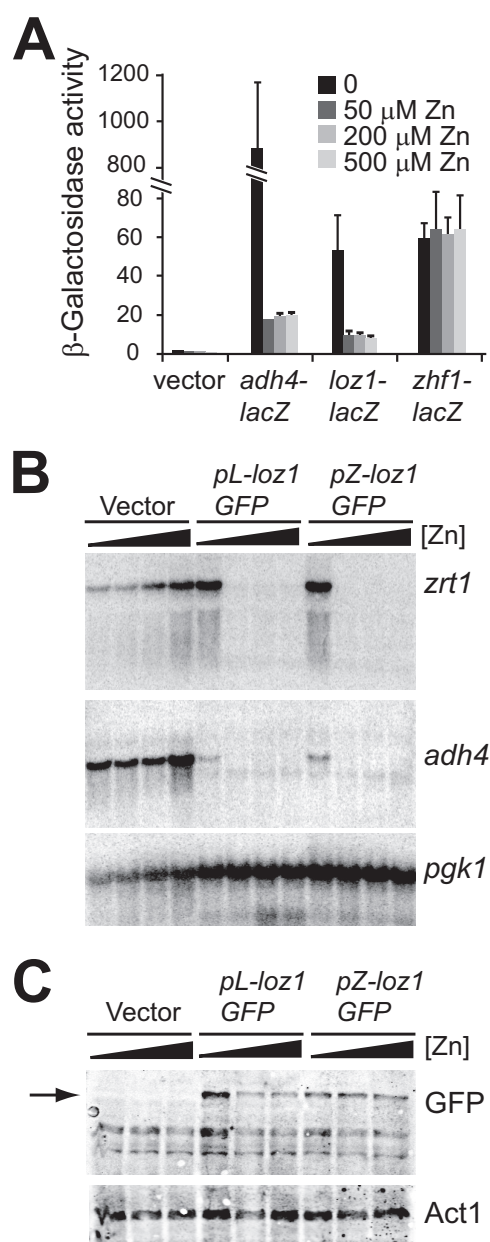 A
β-Galactosidase activity
1200
1000
800
80
60
40
20
0
0
50 μM Zn
200 μM Zn
500 μM Zn
vector
adh4-
lacZ
loz1-
lacZ
zhf1-
lacZ
B
Vector
pL-loz1
GFP
pZ-loz1
GFP
[Zn]
zrt1
adh4
pgk1
C
Vector
pL-loz1
GFP
pZ-loz1
GFP
[Zn]
GFP
Act1